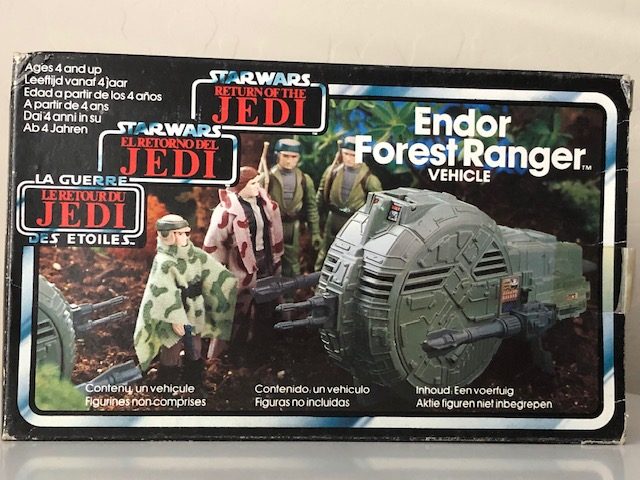 Ages 4 and up
Leeftijd vanaf 4 jaar
Edad a partir de los 4 años
A partir de 4 ans
Dai 4 anni in su
Ab 4 Jahren
STAR WARS
RETURN OF THE
JEDI
STAR WARS
EL RETORNO DEL
JEDI
LA GUERRE
LE RETOUR DU
JEDI
DES ETOILES™
Endor
Forest Ranger™
VEHICLE
Contenu: un vehicule
Figurines non comprises
Contenido: un vehiculo
Figuras no incluidas
Inhoud: Een voertuig
Aktie figuren niet inbegrepen